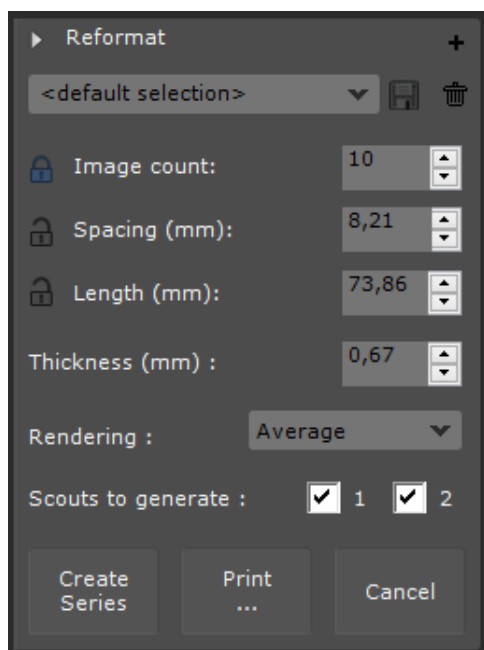 Reformat
<default selection>
Image count: 10
Spacing (mm): 8,21
Length (mm): 73,86
Thickness (mm) : 0,67
Rendering : Average
Scouts to generate : 1 2
Create
Series
Print
...
Cancel